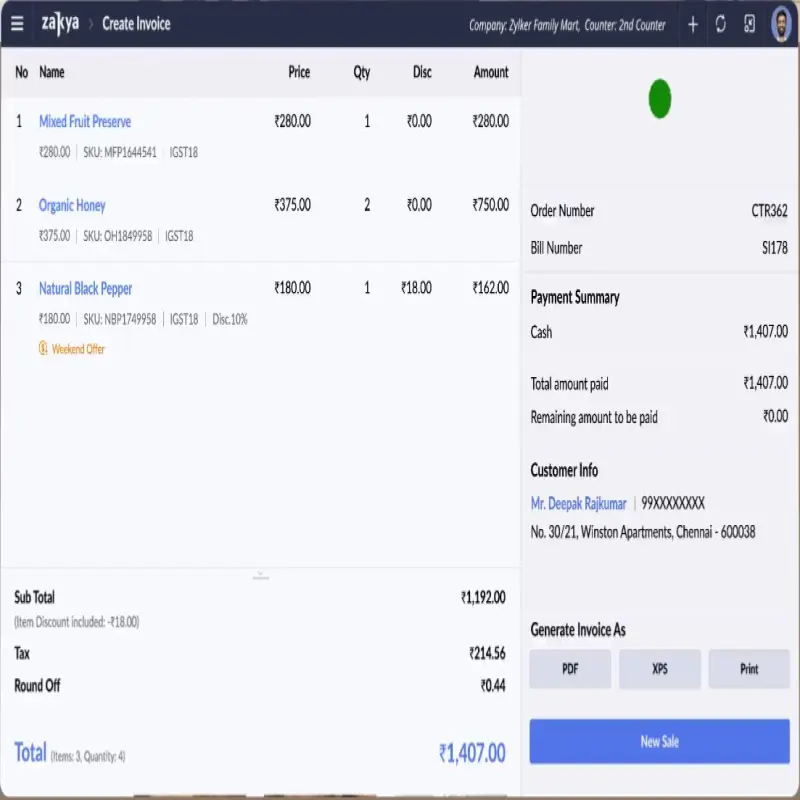 zakya > Create Invoice Company: Zylker Family Mart, Counter: 2nd Counter
No Name Price Qty Disc Amount
1 Mixed Fruit Preserve ₹280.00 1 ₹0.00 ₹280.00
₹280.00 | SKU: MFP1644541 | IGST18
2 Organic Honey ₹375.00 2 ₹0.00 ₹750.00
₹375.00 | SKU: OH1849958 | IGST18
3 Natural Black Pepper ₹180.00 1 ₹18.00 ₹162.00
₹180.00 | SKU: NBP1749958 | IGST18 | Disc.10%
Weekend Offer
Sub Total ₹1,192.00
(Item Discount included: -₹18.00)
Tax ₹214.56
Round Off ₹0.44
Total (Items: 3, Quantity: 4) ₹1,407.00
Order Number CTR362
Bill Number SI178
Payment Summary
Cash ₹1,407.00
Total amount paid ₹1,407.00
Remaining amount to be paid ₹0.00
Customer Info
Mr. Deepak Rajkumar | 99XXXXXXXX
No. 30/21, Winston Apartments, Chennai - 600038
Generate Invoice As
PDF XPS Print
New Sale